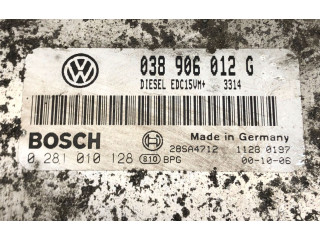 038 906 012 G
DIESEL EDC15VM+ 3314
BOSCH
Made in Germany
28SA4712 1128 0197
0 281 010 128 810 BPG 00-10-06